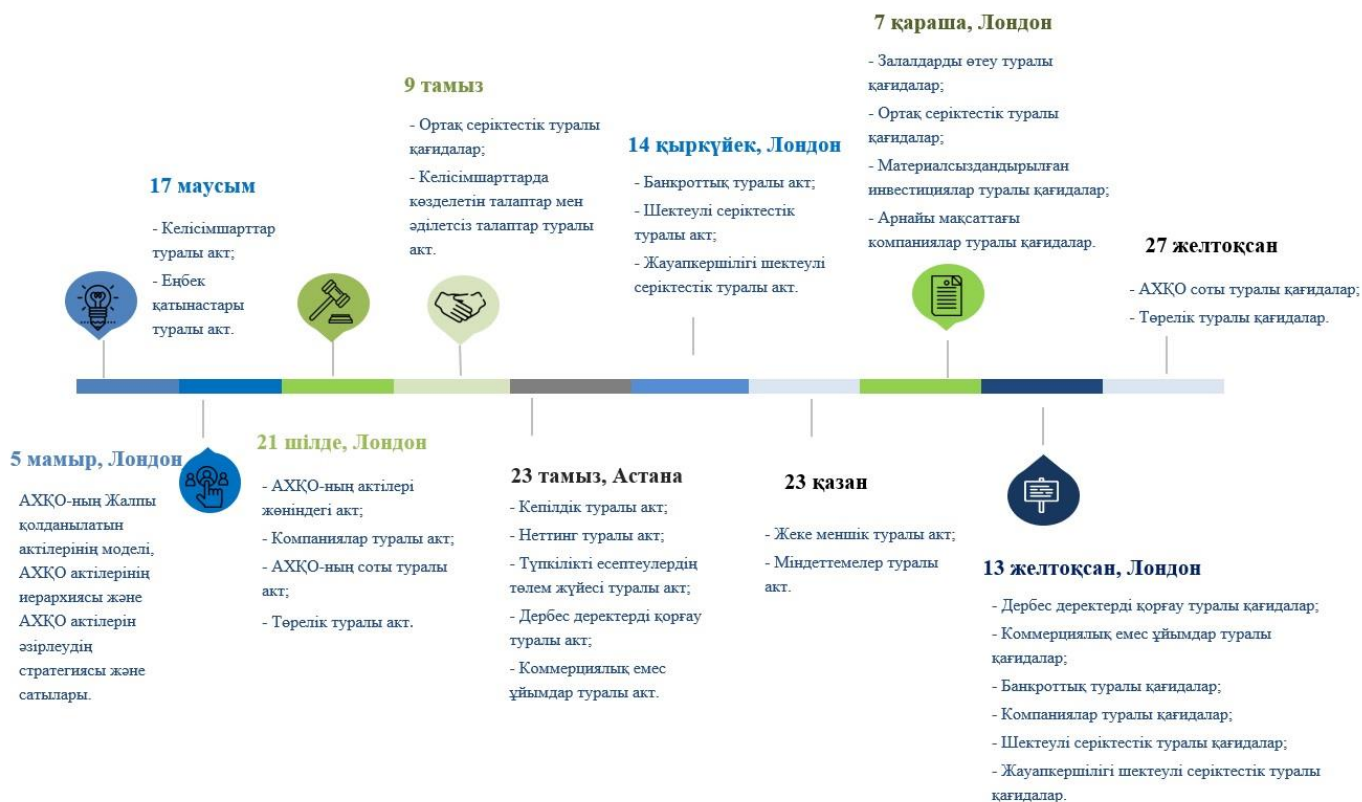 5 мамыр, Лондон
АХҚО-ның Жалпы
қолданылатын
актілерінің моделі,
АХҚО актілерінің
иерархиясы және
АХҚО актілерін
әзірлеудің
стратегиясы және
сатылары.
17 маусым
- Келісімшарттар
туралы акт;
- Еңбек
қатынастары
туралы акт.
21 шілде, Лондон
- АХҚО-ның актілері
жөніндегі акт;
- Компаниялар туралы акт;
- АХҚО-ның соты туралы
акт;
- Төрелік туралы акт.
9 тамыз
- Ортақ серіктестік туралы
қағидалар;
- Келісімшарттарда
көзделетін талаптар мен
әділетсіз талаптар туралы
акт.
23 тамыз, Астана
- Кепілдік туралы акт;
- Неттинг туралы акт;
- Түпкілікті есептеулердің
төлем жүйесі туралы акт;
- Дербес деректерді қорғау
туралы акт;
- Коммерциялық емес
ұйымдар туралы акт.
14 қыркүйек, Лондон
- Банкроттық туралы акт;
- Шектеулі серіктестік
туралы акт;
- Жауапкершілігі шектеулі
серіктестік туралы акт.
23 қазан
- Жеке меншік туралы акт;
- Міндеттемелер туралы
акт.
7 қараша, Лондон
- Залалдарды өтеу туралы
қағидалар;
- Ортақ серіктестік туралы
қағидалар;
- Материалсыздандырылған
инвестициялар туралы қағидалар;
- Арнайы мақсаттағы
компаниялар туралы қағидалар.
13 желтоқсан, Лондон
- Дербес деректерді қорғау туралы қағидалар;
- Коммерциялық емес ұйымдар туралы
қағидалар;
- Банкроттық туралы қағидалар;
- Компаниялар туралы қағидалар;
- Шектеулі серіктестік туралы қағидалар;
- Жауапкершілігі шектеулі серіктестік туралы
қағидалар.
27 желтоқсан
- АХҚО соты туралы қағидалар;
- Төрелік туралы қағидалар.